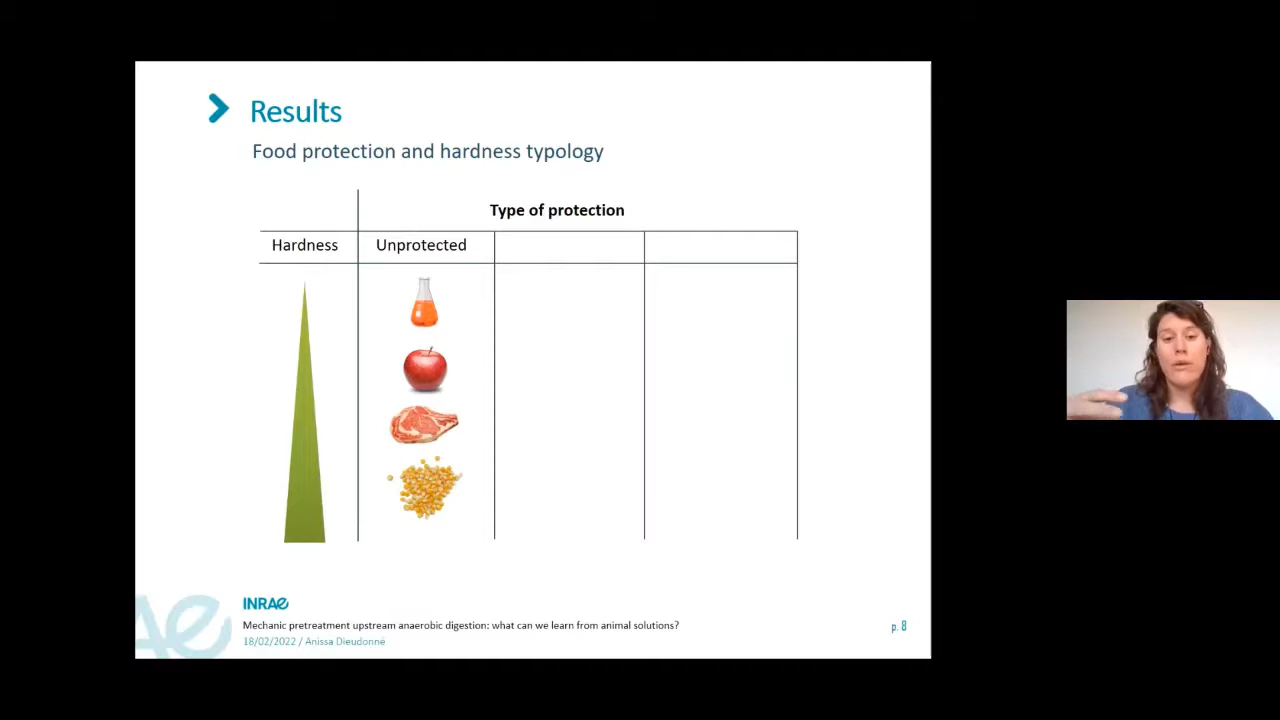 Results
Food protection and hardness typology
Type of protection
Hardness
Unprotected
INRAE
Mechanic pretreatment upstream anaerobic digestion: what can we learn from animal solutions?
18/02/2022 / Anissa Dieudonné
p. 8